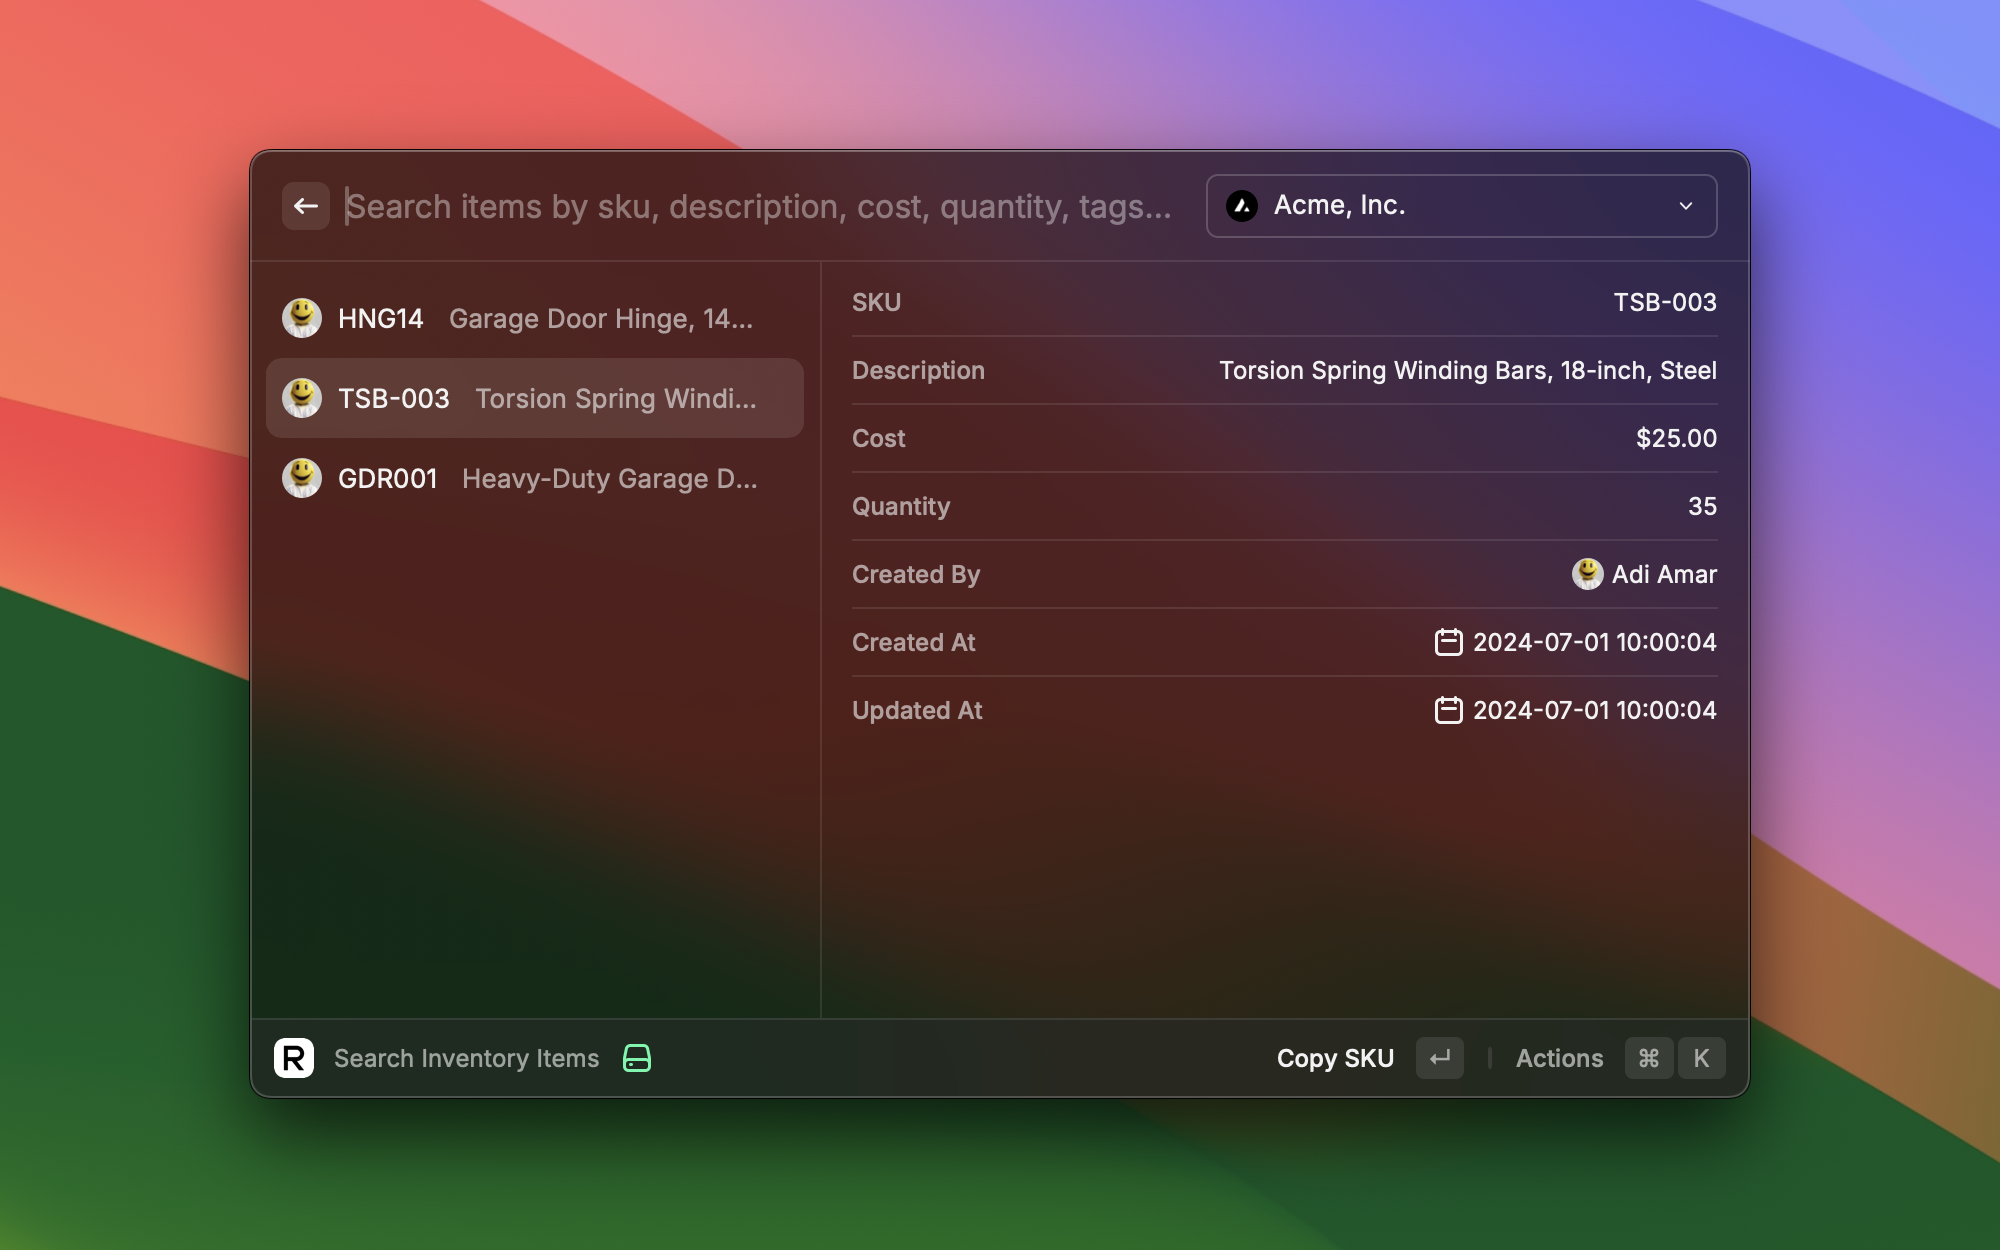 Search items by sku, description, cost, quantity, tags...
Acme, Inc.
HNG14 Garage Door Hinge, 14...
TSB-003 Torsion Spring Windi...
GDR001 Heavy-Duty Garage D...
SKU TSB-003
Description Torsion Spring Winding Bars, 18-inch, Steel
Cost $25.00
Quantity 35
Created By Adi Amar
Created At 2024-07-01 10:00:04
Updated At 2024-07-01 10:00:04
R Search Inventory Items Copy SKU ↵ Actions ⌘ K